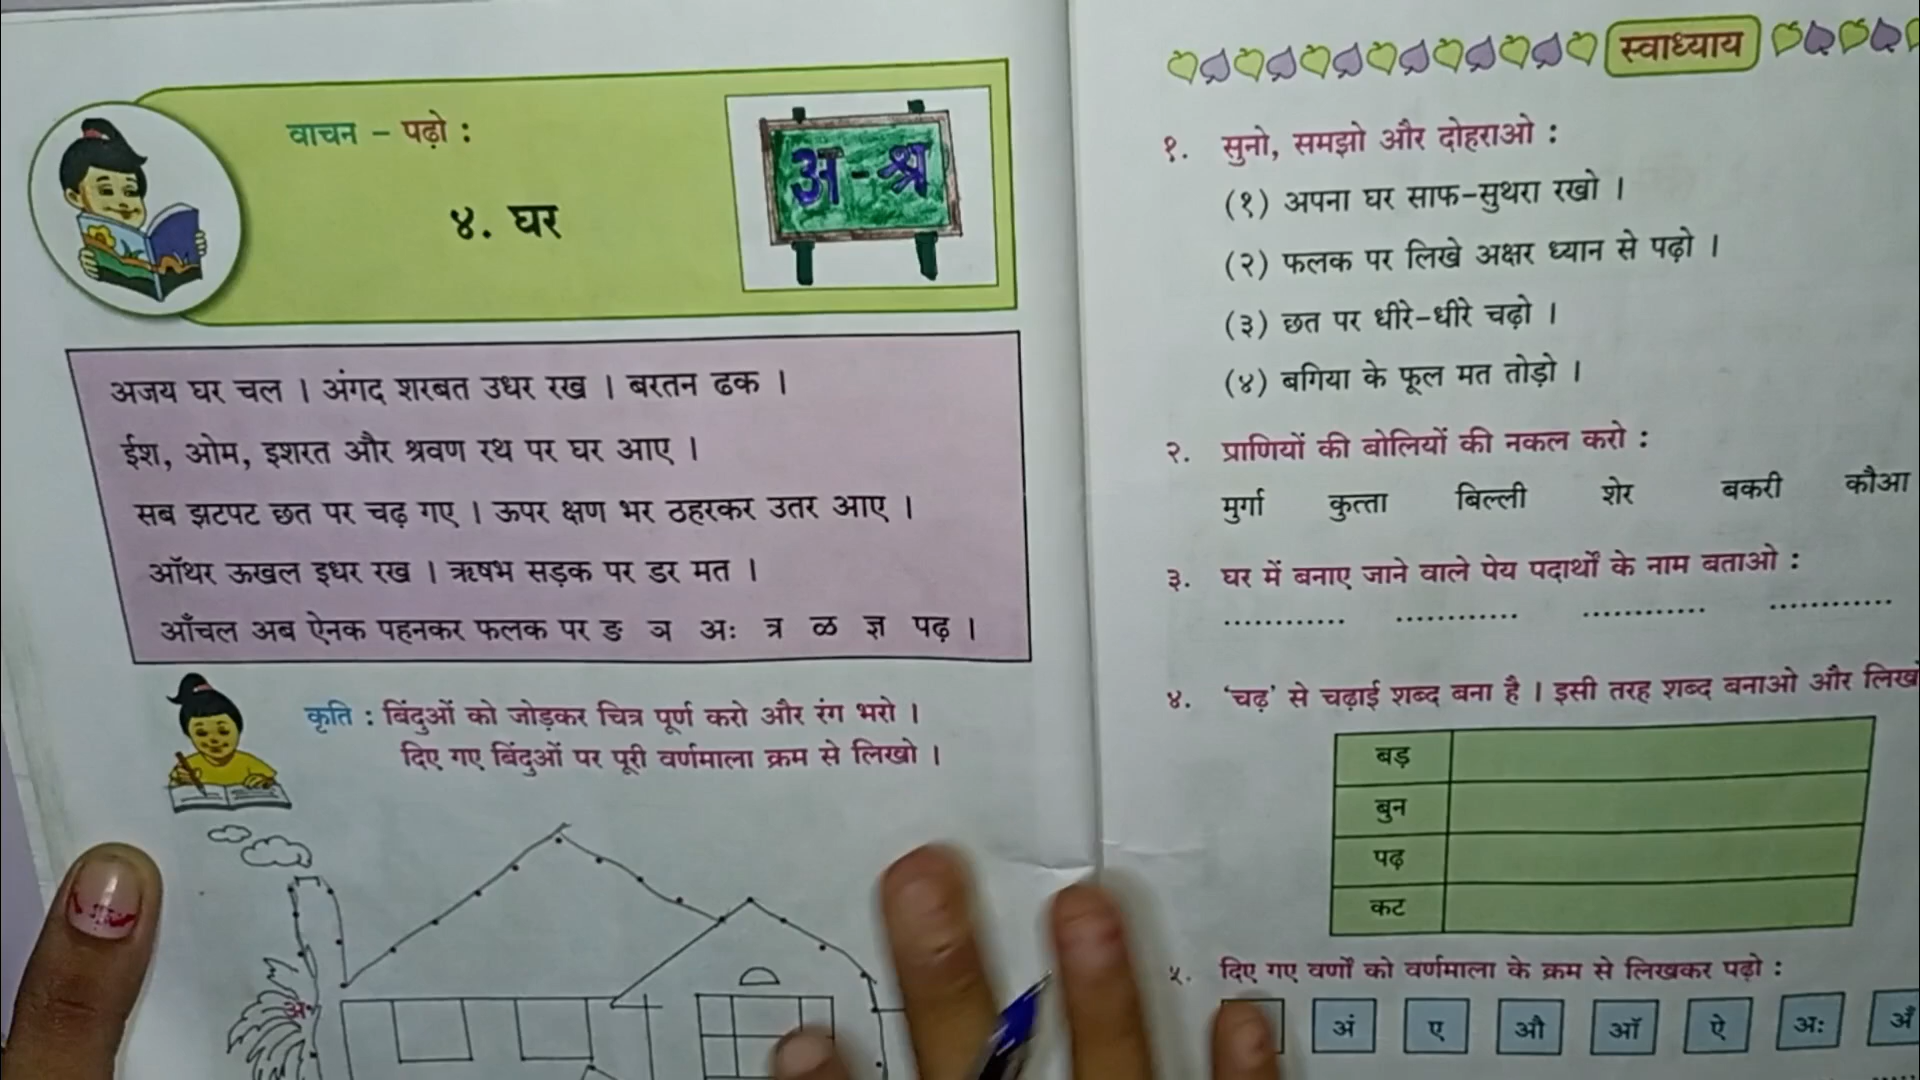 वाचन - पढ़ो :
४. घर
अ-श्र
अजय घर चल । अंगद शरबत उधर रख । बरतन ढक ।
ईश, ओम, इशरत और श्रवण रथ पर घर आए ।
सब झटपट छत पर चढ़ गए । ऊपर क्षण भर ठहरकर उतर आए ।
ऑथर ऊखल इधर रख । ऋषभ सड़क पर डर मत ।
आँचल अब ऐनक पहनकर फलक पर ङ ञ अः त्र ळ ज्ञ पढ़ ।
कृति : बिंदुओं को जोड़कर चित्र पूर्ण करो और रंग भरो ।
दिए गए बिंदुओं पर पूरी वर्णमाला क्रम से लिखो ।
अ
स्वाध्याय
१. सुनो, समझो और दोहराओ :
(१) अपना घर साफ-सुथरा रखो ।
(२) फलक पर लिखे अक्षर ध्यान से पढ़ो ।
(३) छत पर धीरे-धीरे चढ़ो ।
(४) बगिया के फूल मत तोड़ो ।
२. प्राणियों की बोलियों की नकल करो :
मुर्गा कुत्ता बिल्ली शेर बकरी कौआ
३. घर में बनाए जाने वाले पेय पदार्थों के नाम बताओ :
............ ............ ............ ............
४. ‘चढ़’ से चढ़ाई शब्द बना है । इसी तरह शब्द बनाओ और
बड़
बुन
पढ़
कट
५. दिए गए वर्णों को वर्णमाला के क्रम से लिखकर पढ़ो :
अं ए औ ऑ ऐ अः अँ